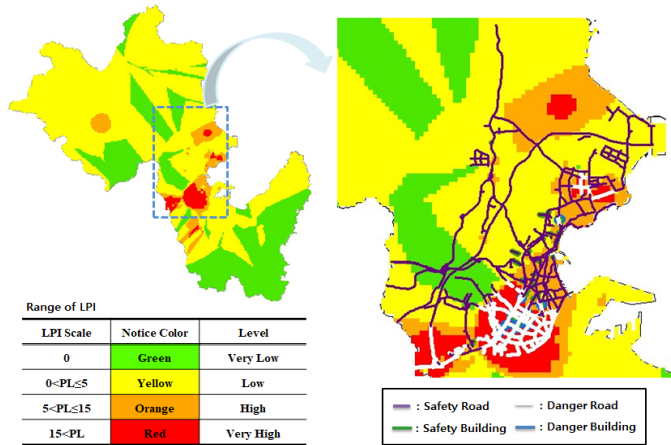 Range of LPI
LPI Scale Notice Color Level
0 Green Very Low
0<PL≤5 Yellow Low
5<PL≤15 Orange High
15<PL Red Very High
: Safety Road : Danger Road
: Safety Building : Danger Building